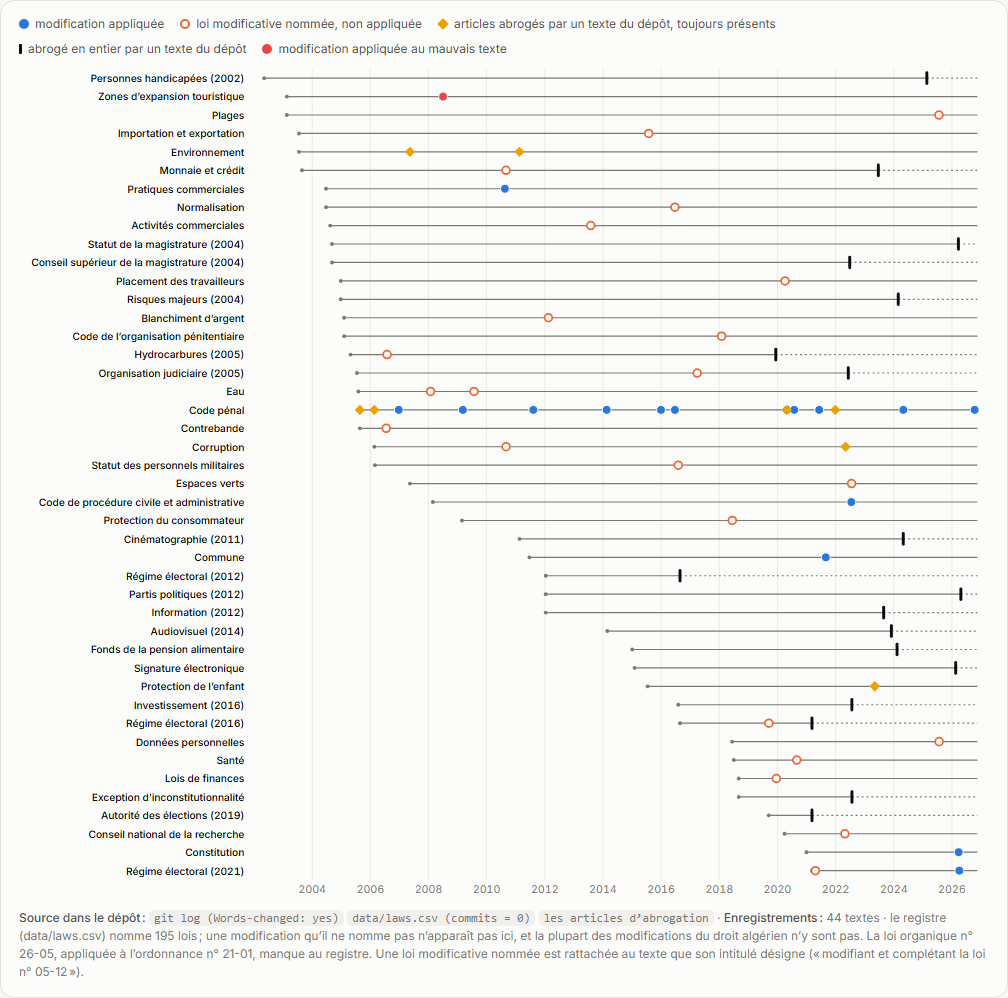 modification appliquée
loi modificative nommée, non appliquée
articles abrogés par un texte du dépôt, toujours présents
abrogé en entier par un texte du dépôt
modification appliquée au mauvais texte
Personnes handicapées (2002)
Zones d’expansion touristique
Plages
Importation et exportation
Environnement
Monnaie et crédit
Pratiques commerciales
Normalisation
Activités commerciales
Statut de la magistrature (2004)
Conseil supérieur de la magistrature (2004)
Placement des travailleurs
Risques majeurs (2004)
Blanchiment d’argent
Code de l’organisation pénitentiaire
Hydrocarbures (2005)
Organisation judiciaire (2005)
Eau
Code pénal
Contrebande
Corruption
Statut des personnels militaires
Espaces verts
Code de procédure civile et administrative
Protection du consommateur
Cinématographie (2011)
Commune
Régime électoral (2012)
Partis politiques (2012)
Information (2012)
Audiovisuel (2014)
Fonds de la pension alimentaire
Signature électronique
Protection de l’enfant
Investissement (2016)
Régime électoral (2016)
Données personnelles
Santé
Lois de finances
Exception d’inconstitutionnalité
Autorité des élections (2019)
Conseil national de la recherche
Constitution
Régime électoral (2021)
2004 2006 2008 2010 2012 2014 2016 2018 2020 2022 2024 2026
Source dans le dépôt : git log (Words-changed: yes) data/laws.csv (commits = 0) les articles d’abrogation · Enregistrements : 44 textes · le registre
(data/laws.csv) nomme 195 lois ; une modification qu’il ne nomme pas n’apparaît pas ici, et la plupart des modifications du droit algérien n’y sont pas. La loi organique n°
26-05, appliquée à l’ordonnance n° 21-01, manque au registre. Une loi modificative nommée est rattachée au texte que son intitulé désigne (« modifiant et complétant la loi
n° 05-12 »).